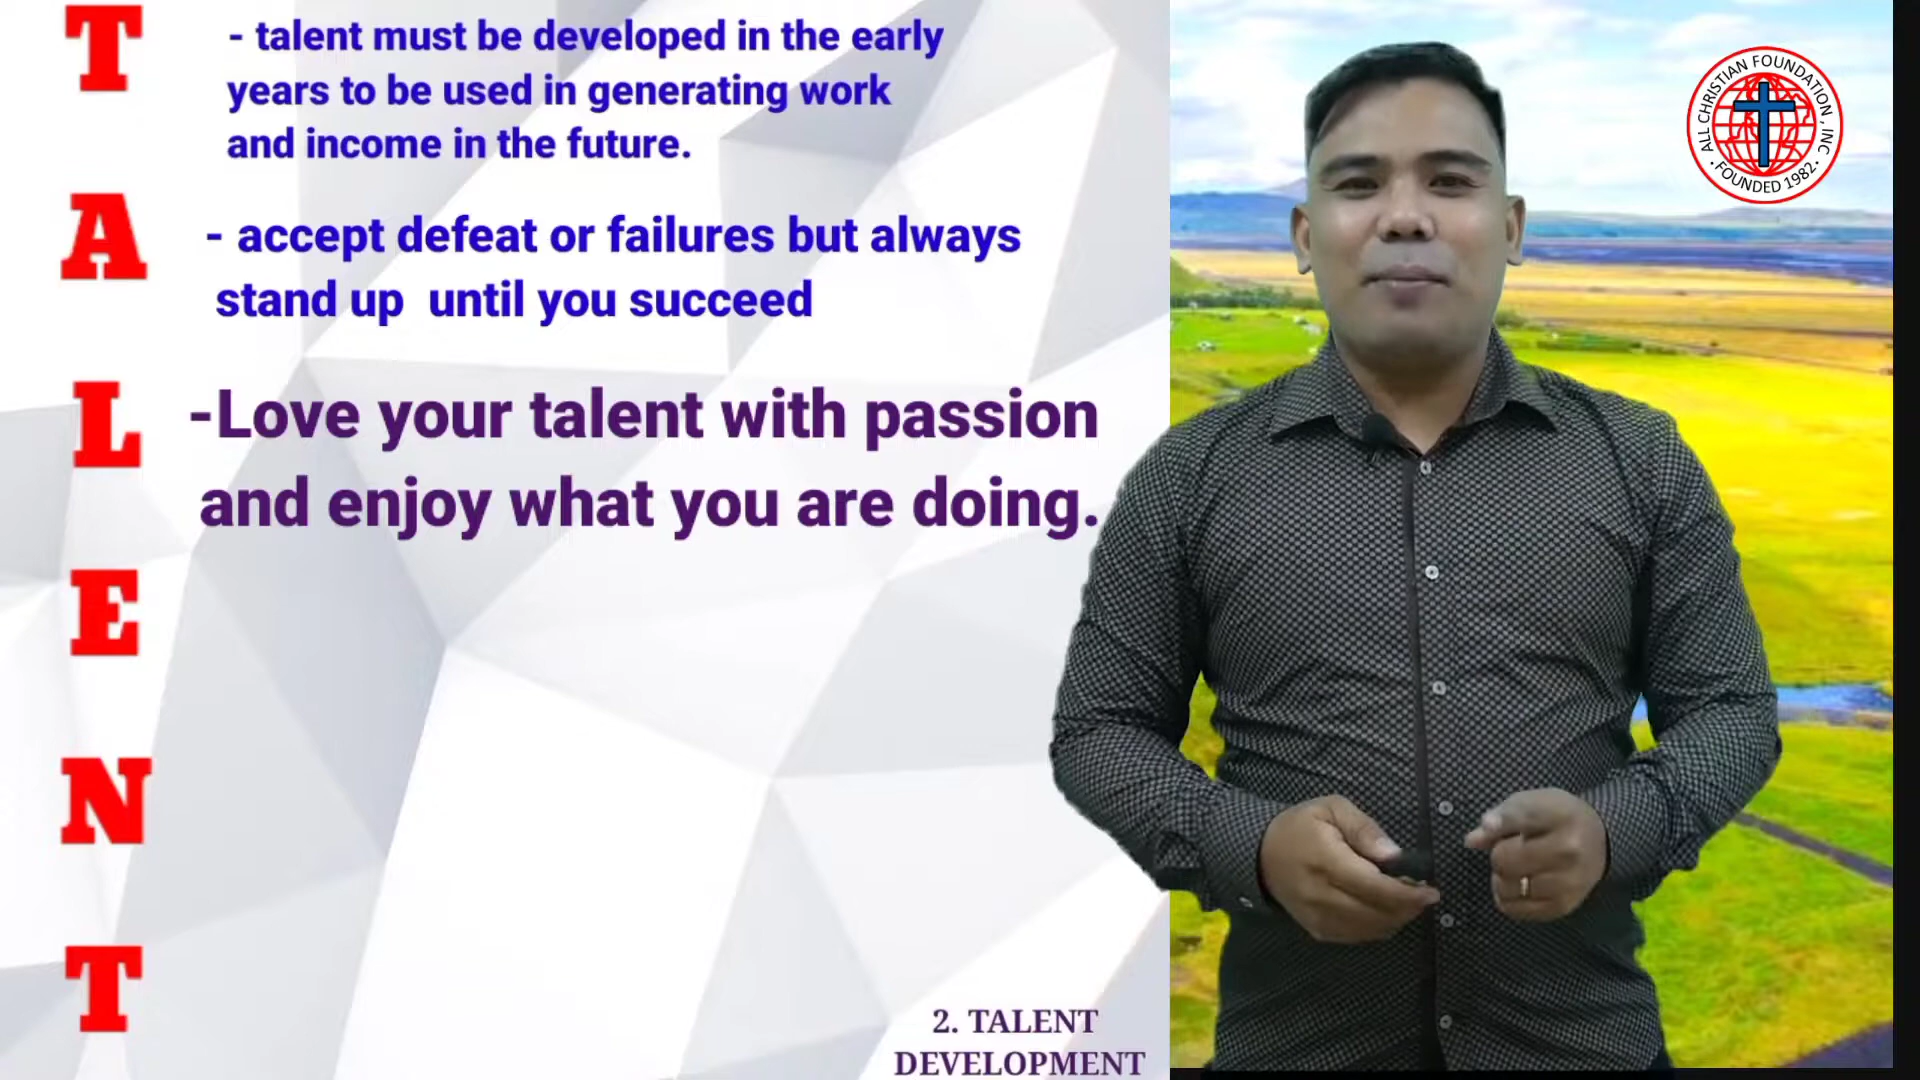 T
A
L
E
N
T
- talent must be developed in the early
years to be used in generating work
and income in the future.
- accept defeat or failures but always
stand up until you succeed
-Love your talent with passion
and enjoy what you are doing.
2. TALENT
DEVELOPMENT
ALL CHRISTIAN FOUNDATION, INC
· FOUNDED 1982 ·